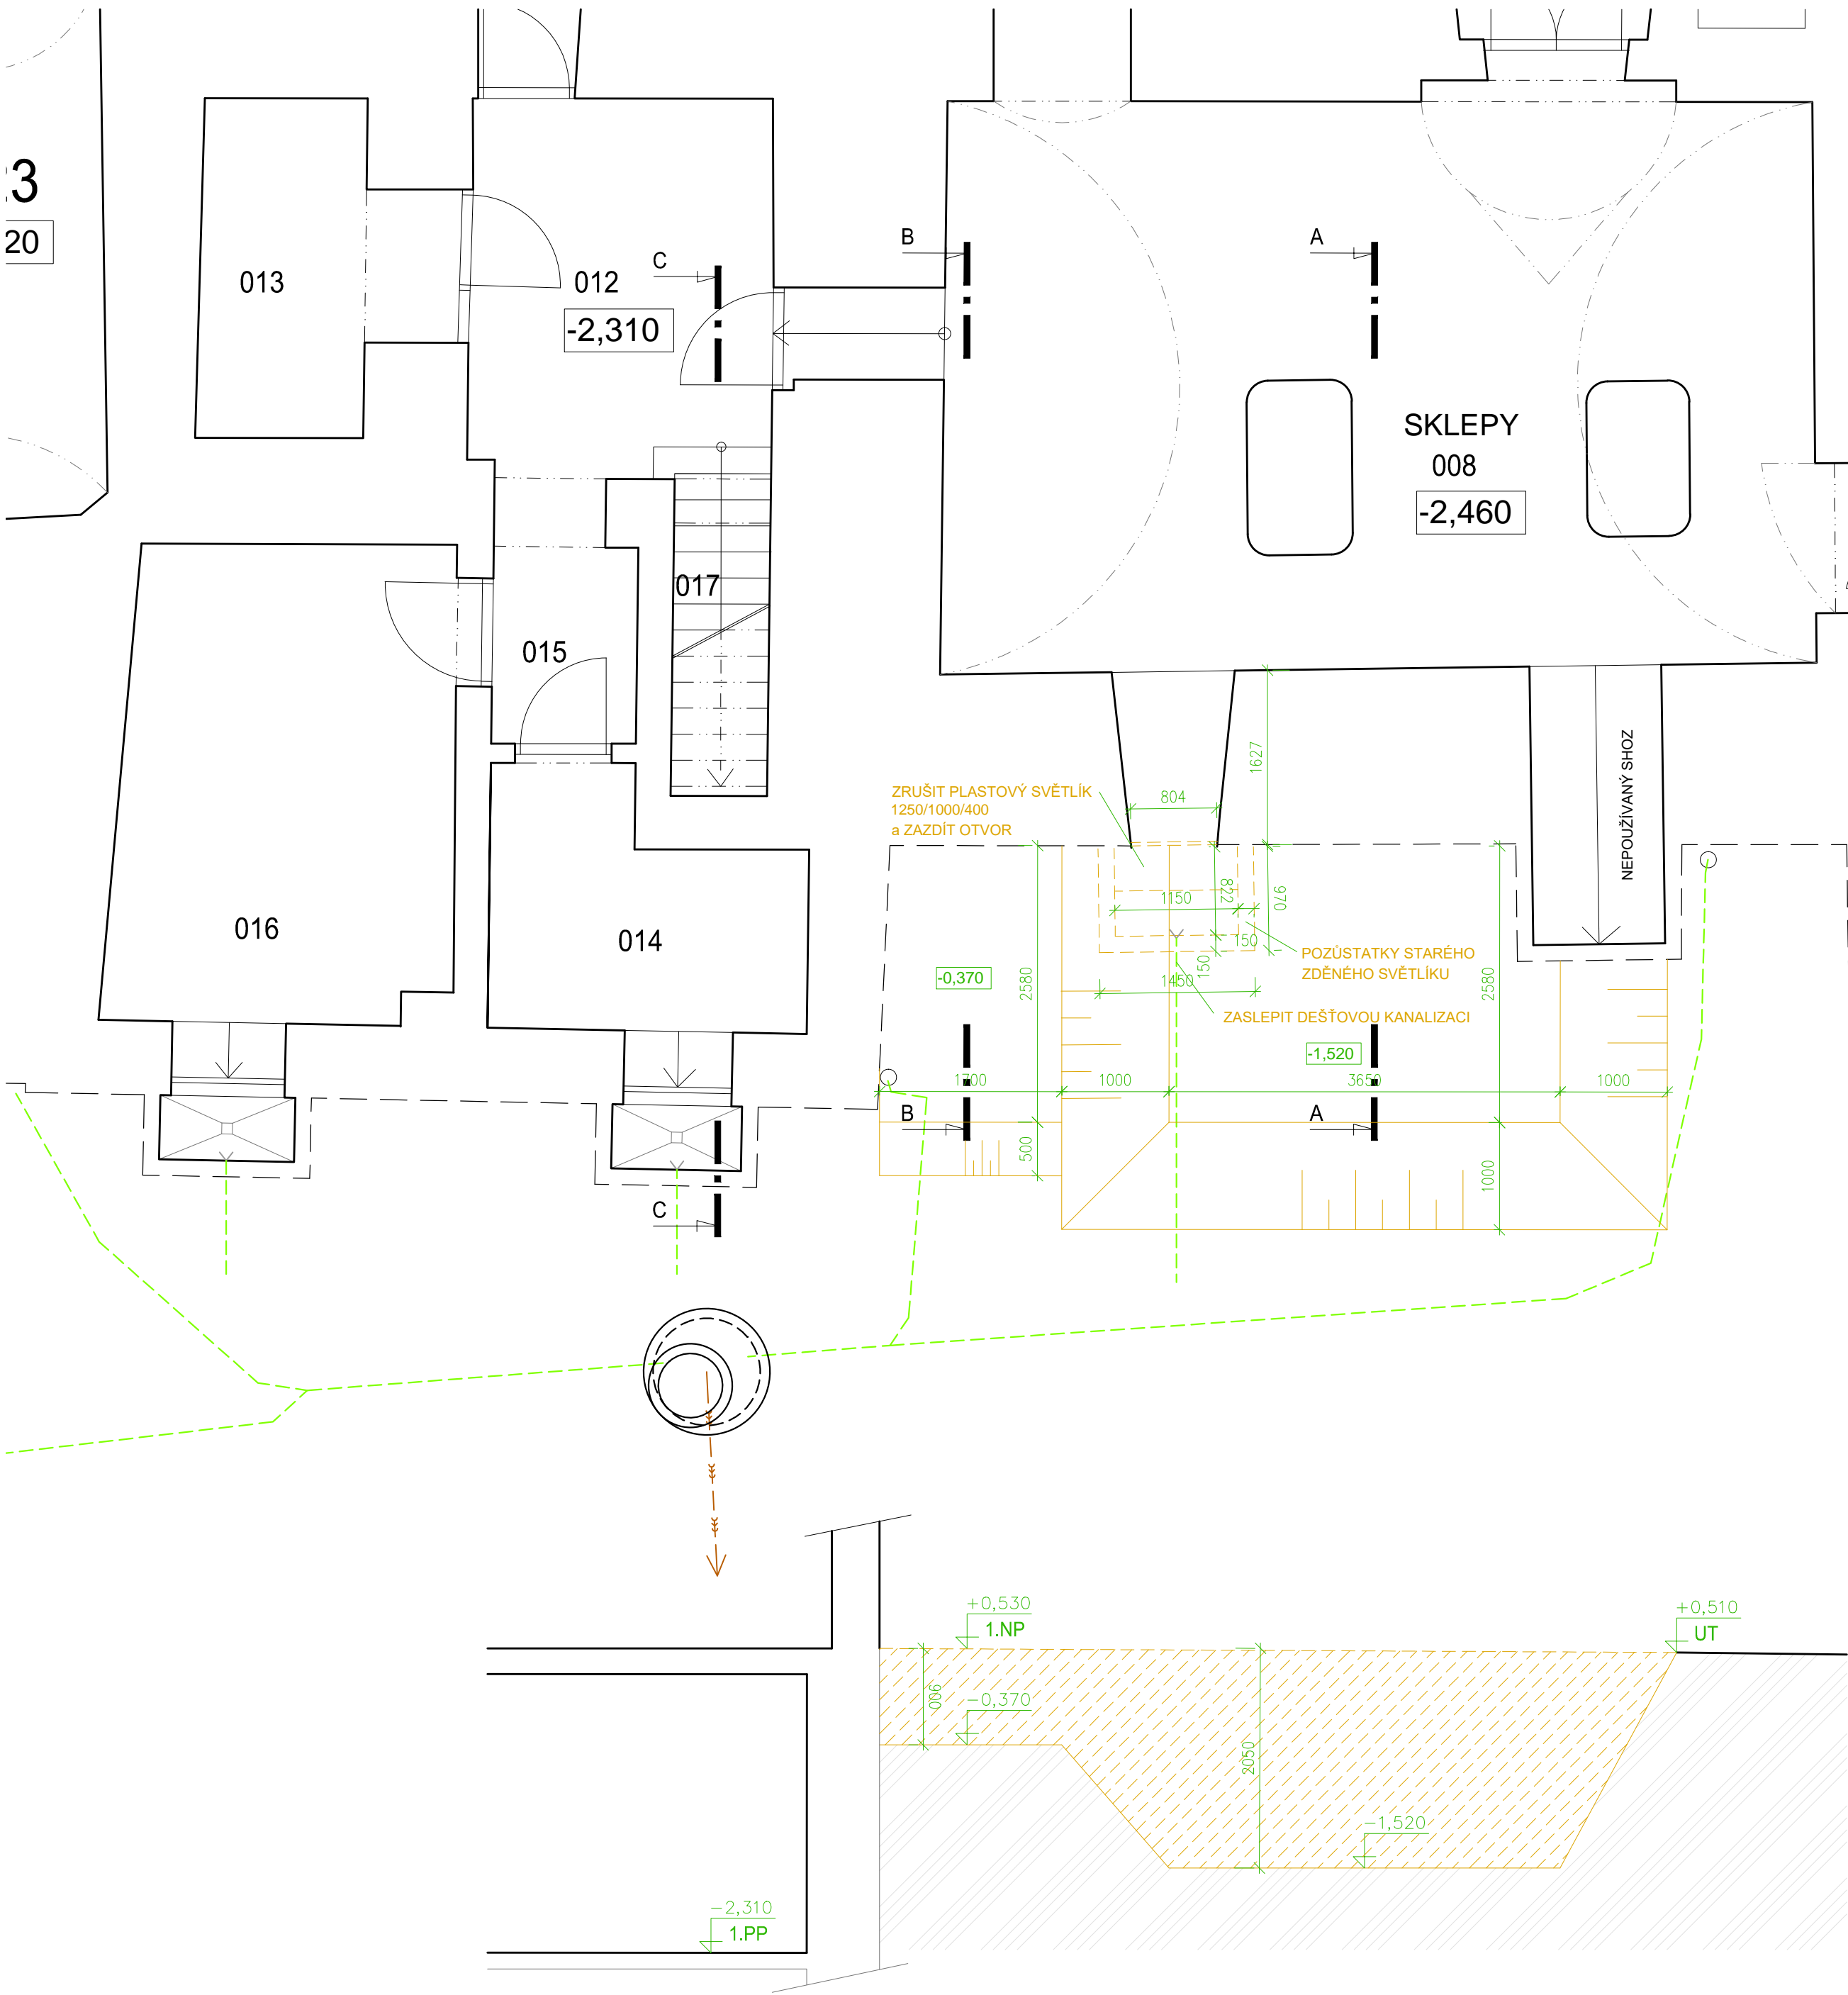 :3
20
013
012
-2,310
C
B
A
SKLEPY
008
-2,460
017
015
016
014
NEPOUŽÍVANÝ SHOZ
1627
804
ZRUŠIT PLASTOVÝ SVĚTLÍK
1250/1000/400
a ZAZDÍT OTVOR
822
970
1150
150
150
1450
POZŮSTATKY STARÉHO
ZDĚNÉHO SVĚTLÍKU
ZASLEPIT DEŠŤOVOU KANALIZACI
-0,370
2580
2580
-1,520
1700
1000
3650
1000
B
A
500
1000
C
+0,530
1.NP
+0,510
UT
900
-0,370
2050
-1,520
-2,310
1.PP